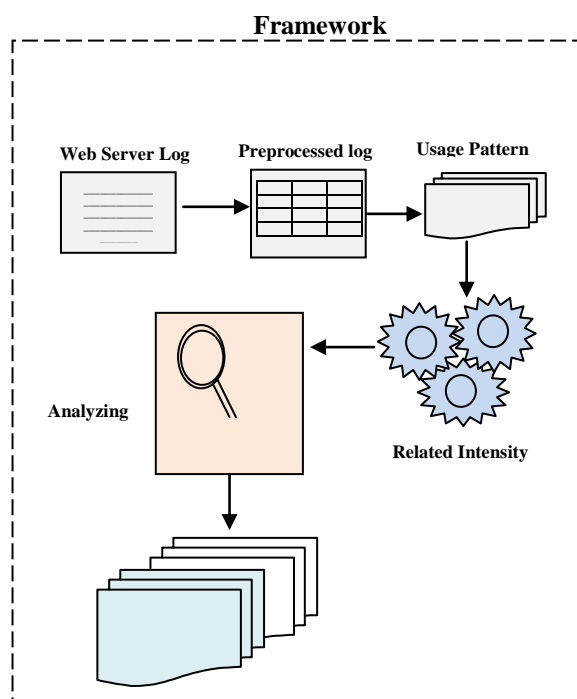 Framework
Web Server Log
Preprocessed log
Usage Pattern
Analyzing
Related Intensity